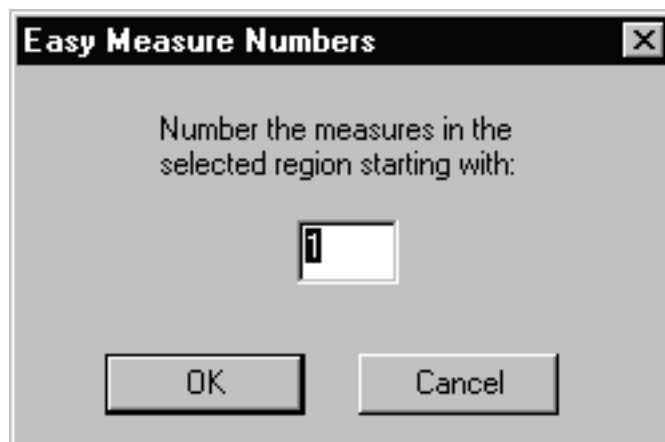 Easy Measure Numbers
Number the measures in the
selected region starting with:
1
OK
Cancel